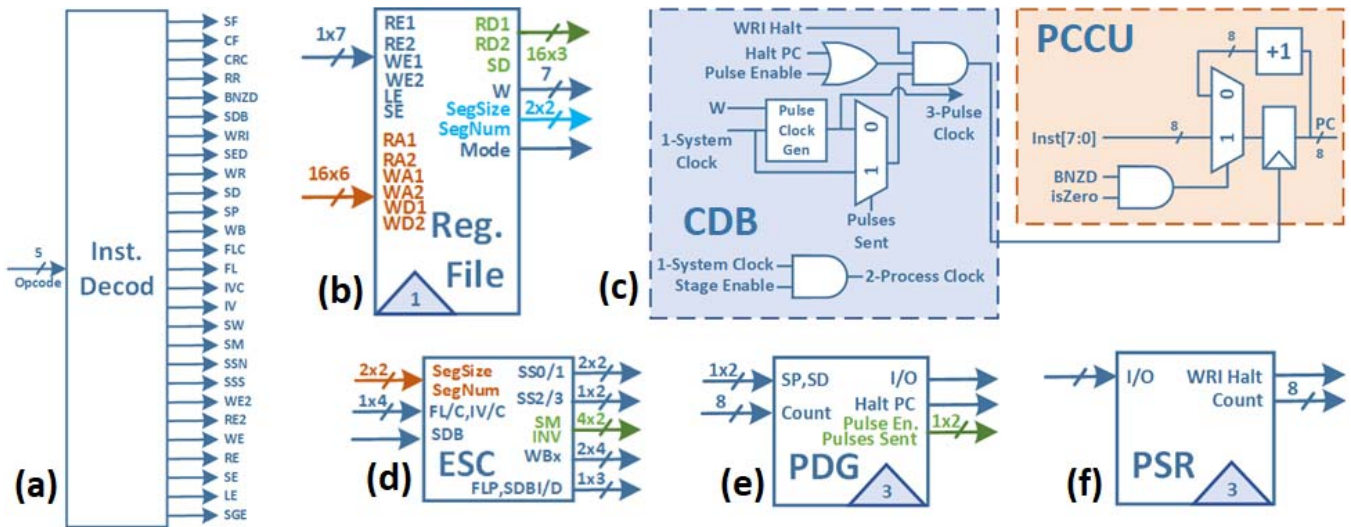 SF
CF
CRC
RR
BNZD
SDB
WRI
SED
WR
SD
SP
WB
FLC
FL
IVC
IV
SW
SM
SSN
SSS
WE2
RE2
WE
RE
SE
LE
SGE
5
Opcode
Inst.
Decod
(a)
1x7
16x6
RE1
RE2
WE1
WE2
LE
SE
RA1
RA2
WA1
WA2
WD1
WD2
RD1
RD2
SD
W
SegSize
SegNum
Mode
16x3
7
2x2
Reg.
File
1
(b)
WRI Halt
Halt PC
Pulse Enable
W
1-System
Clock
Pulse
Clock
Gen
0
1
3-Pulse
Clock
Pulses
Sent
CDB
1-System Clock
Stage Enable
2-Process Clock
(c)
PCCU
8
+1
0
1
Inst[7:0]
8
PC
8
BNZD
isZero
2x2
SegSize
SegNum
1x4
FL/C,IV/C
SDB
SS0/1
2x2
SS2/3
1x2
SM
INV
4x2
WBx
2x4
FLP,SDBI/D
1x3
ESC
(d)
1x2
SP,SD
8
Count
I/O
Halt PC
Pulse En.
Pulses Sent
1x2
PDG
3
(e)
I/O
WRI Halt
Count
8
PSR
3
(f)